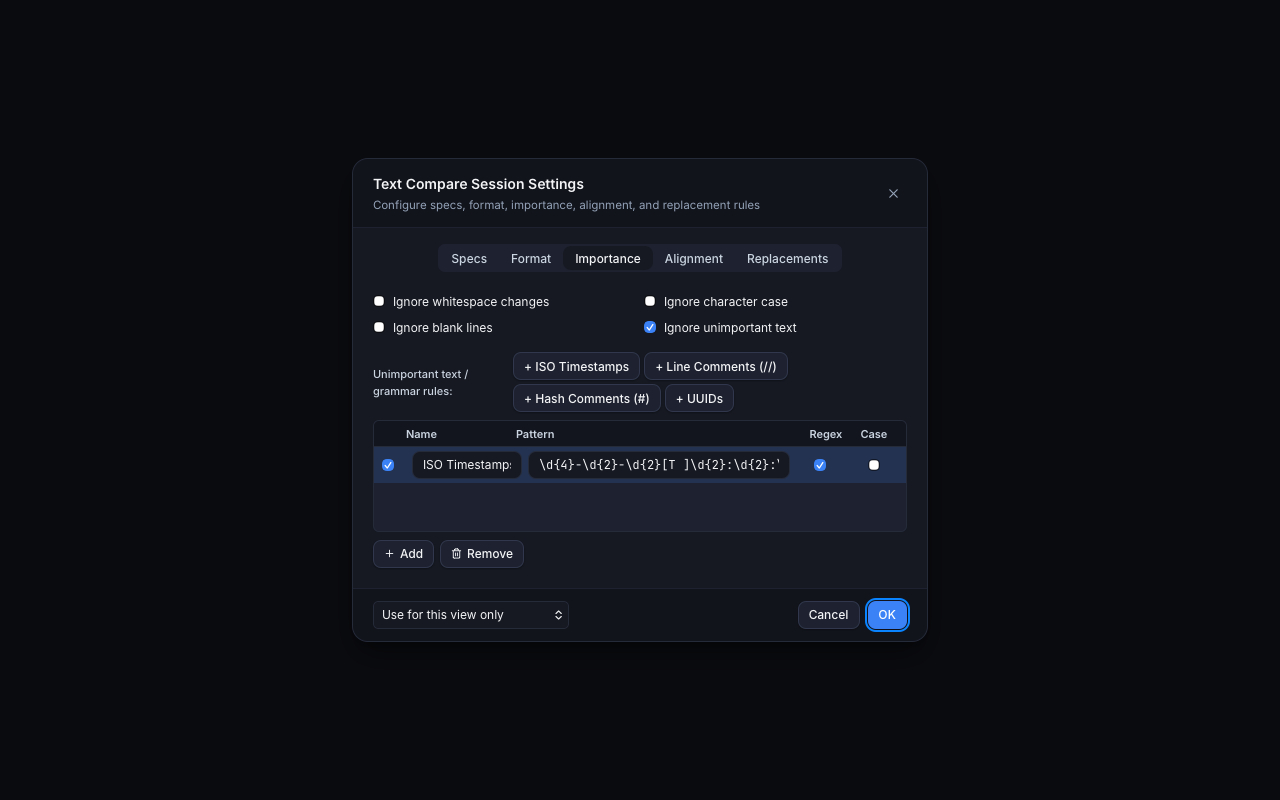 Text Compare Session Settings
Configure specs, format, importance, alignment, and replacement rules
Specs Format Importance Alignment Replacements
Ignore whitespace changes Ignore character case
Ignore blank lines Ignore unimportant text
Unimportant text /
grammar rules:
+ ISO Timestamps + Line Comments (//)
+ Hash Comments (#) + UUIDs
Name Pattern Regex Case
ISO Timestamps \d{4}-\d{2}-\d{2}[T ]\d{2}:\d{2}:\
+ Add Remove
Use for this view only Cancel OK